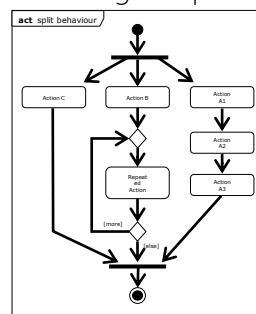 act split behaviour
Action C
Action B
Action
A1
Action
A2
Repeat
ed
Action
Action
A3
[more]
[else]